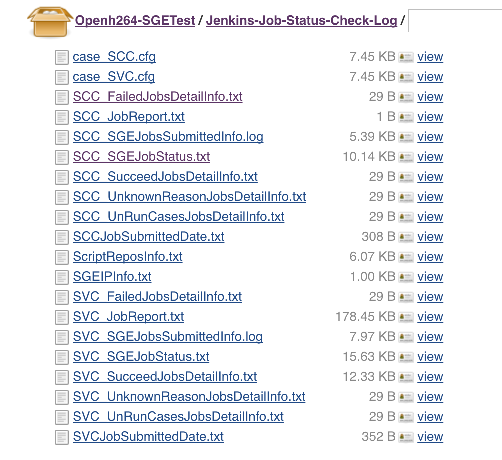 Openh264-SGETest / Jenkins-Job-Status-Check-Log /
case_SCC.cfg 7.45 KB view
case_SVC.cfg 7.45 KB view
SCC_FailedJobsDetailInfo.txt 29 B view
SCC_JobReport.txt 1 B view
SCC_SGEJobsSubmittedInfo.log 5.39 KB view
SCC_SGEJobStatus.txt 10.14 KB view
SCC_SucceedJobsDetailInfo.txt 29 B view
SCC_UnknownReasonJobsDetailInfo.txt 29 B view
SCC_UnRunCasesJobsDetailInfo.txt 29 B view
SCCJobSubmittedDate.txt 308 B view
ScriptReposInfo.txt 6.07 KB view
SGEIPInfo.txt 1.00 KB view
SVC_FailedJobsDetailInfo.txt 29 B view
SVC_JobReport.txt 178.45 KB view
SVC_SGEJobsSubmittedInfo.log 7.97 KB view
SVC_SGEJobStatus.txt 15.63 KB view
SVC_SucceedJobsDetailInfo.txt 12.33 KB view
SVC_UnknownReasonJobsDetailInfo.txt 29 B view
SVC_UnRunCasesJobsDetailInfo.txt 29 B view
SVCJobSubmittedDate.txt 352 B view